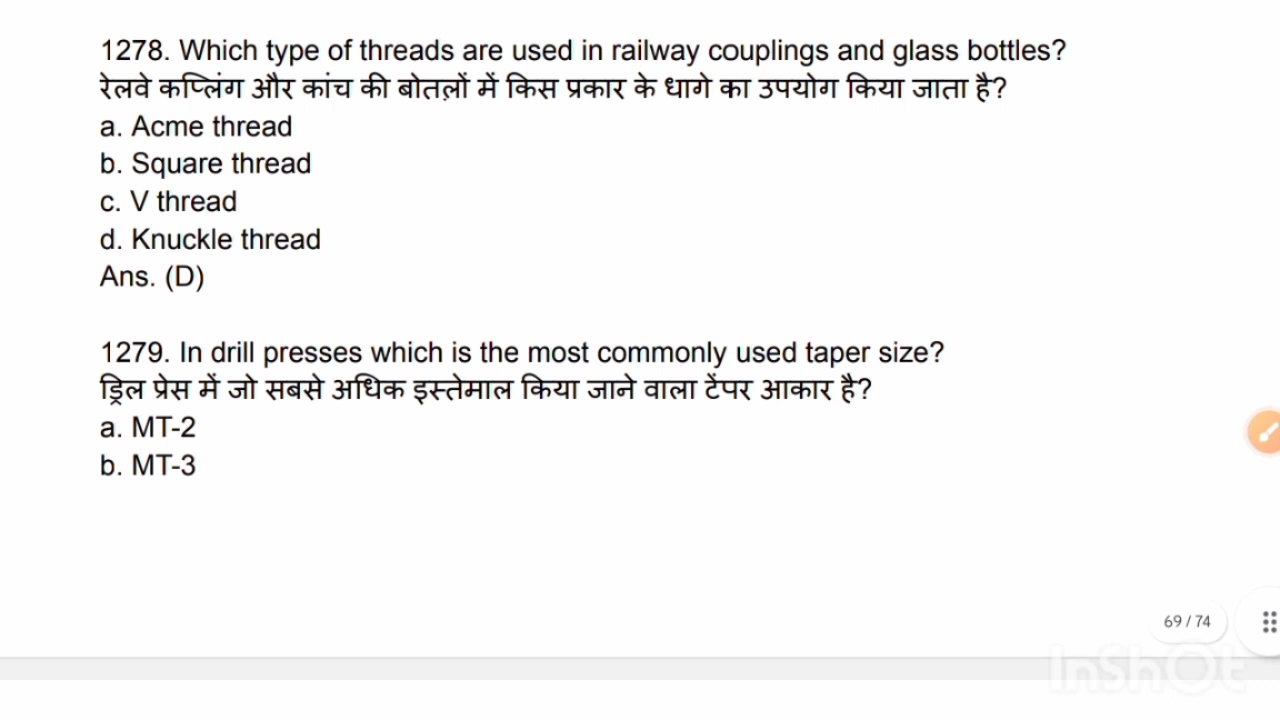 1278. Which type of threads are used in railway couplings and glass bottles?
रेलवे कप्लिंग और कांच की बोतल़ों में किस प्रकार के धागे का उपयोग किया जाता है?
a. Acme thread
b. Square thread
c. V thread
d. Knuckle thread
Ans. (D)
1279. In drill presses which is the most commonly used taper size?
ड्रिल प्रेस में जो सबसे अधिक इस्तेमाल किया जाने वाला टेंपर आकार है?
a. MT-2
b. MT-3
69 / 74
InShOt